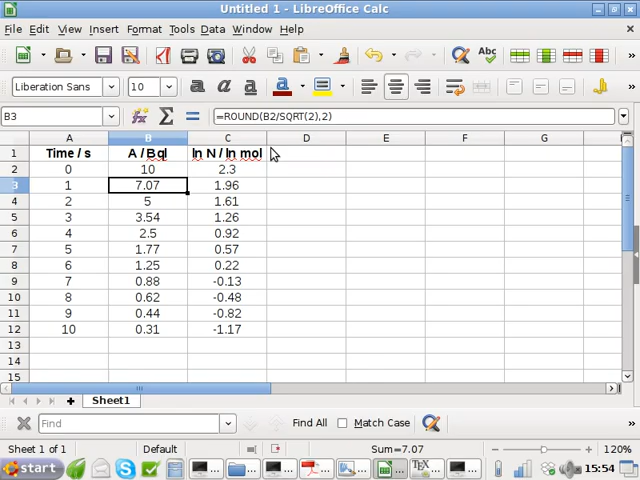 Untitled 1 - LibreOffice Calc
File Edit View Insert Format Tools Data Window Help
Liberation Sans 10
B3 =ROUND(B2/SQRT(2),2)
A B C D E F G
1 Time / s A / Bq ln N / ln mol
2 0 10 2.3
3 1 7.07 1.96
4 2 5 1.61
5 3 3.54 1.26
6 4 2.5 0.92
7 5 1.77 0.57
8 6 1.25 0.22
9 7 0.88 -0.13
10 8 0.62 -0.48
11 9 0.44 -0.82
12 10 0.31 -1.17
13
14
15
Sheet1
Find Find All Match Case
Sheet 1 of 1 Default Sum=7.07 120%
start 15:54